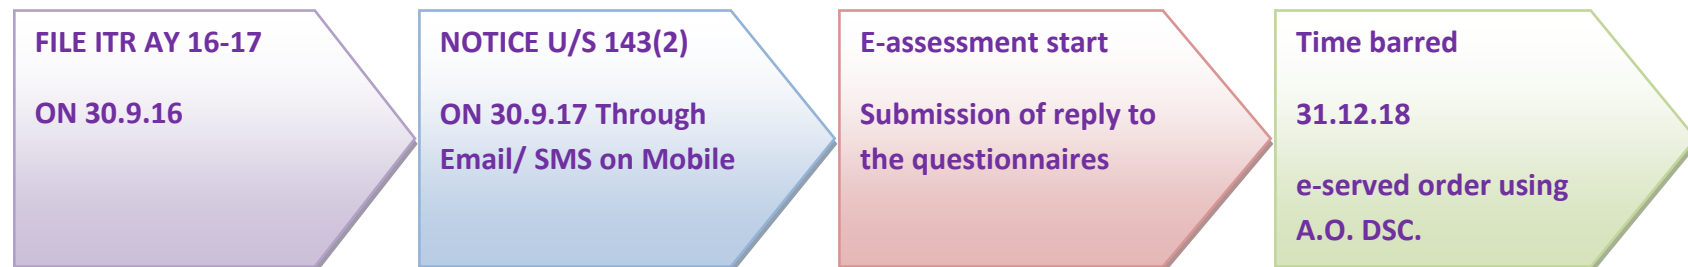 FILE ITR AY 16-17
ON 30.9.16
NOTICE U/S 143(2)
ON 30.9.17 Through
Email/ SMS on Mobile
E-assessment start
Submission of reply to
the questionnaires
Time barred
31.12.18
e-served order using
A.O. DSC.